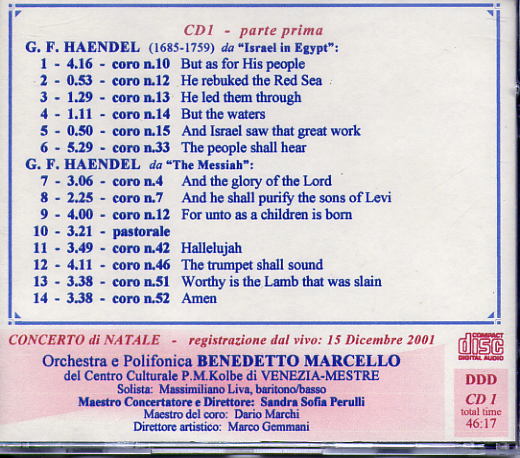 CD1 - parte prima
G. F. HAENDEL (1685-1759) da "Israel in Egypt":
1 - 4.16 - coro n.10 But as for His people
2 - 0.53 - coro n.12 He rebuked the Red Sea
3 - 1.29 - coro n.13 He led them through
4 - 1.11 - coro n.14 But the waters
5 - 0.50 - coro n.15 And Israel saw that great work
6 - 5.29 - coro n.33 The people shall hear
G. F. HAENDEL da "The Messiah":
7 - 3.06 - coro n.4 And the glory of the Lord
8 - 2.25 - coro n.7 And he shall purify the sons of Levi
9 - 4.00 - coro n.12 For unto as a children is born
10 - 3.21 - pastorale
11 - 3.49 - coro n.42 Hallelujah
12 - 4.11 - coro n.46 The trumpet shall sound
13 - 3.38 - coro n.51 Worthy is the Lamb that was slain
14 - 3.38 - coro n.52 Amen
CONCERTO di NATALE - registrazione dal vivo: 15 Dicembre 2001
Orchestra e Polifonica BENEDETTO MARCELLO
del Centro Culturale P.M.Kolbe di VENEZIA-MESTRE
Solista: Massimiliano Liva, baritono/basso
Maestro Concertatore e Direttore: Sandra Sofia Perulli
Maestro del coro: Dario Marchi
Direttore artistico: Marco Gemmani
COMPACT
disc
DIGITAL AUDIO
DDD
CD 1
total time
46:17